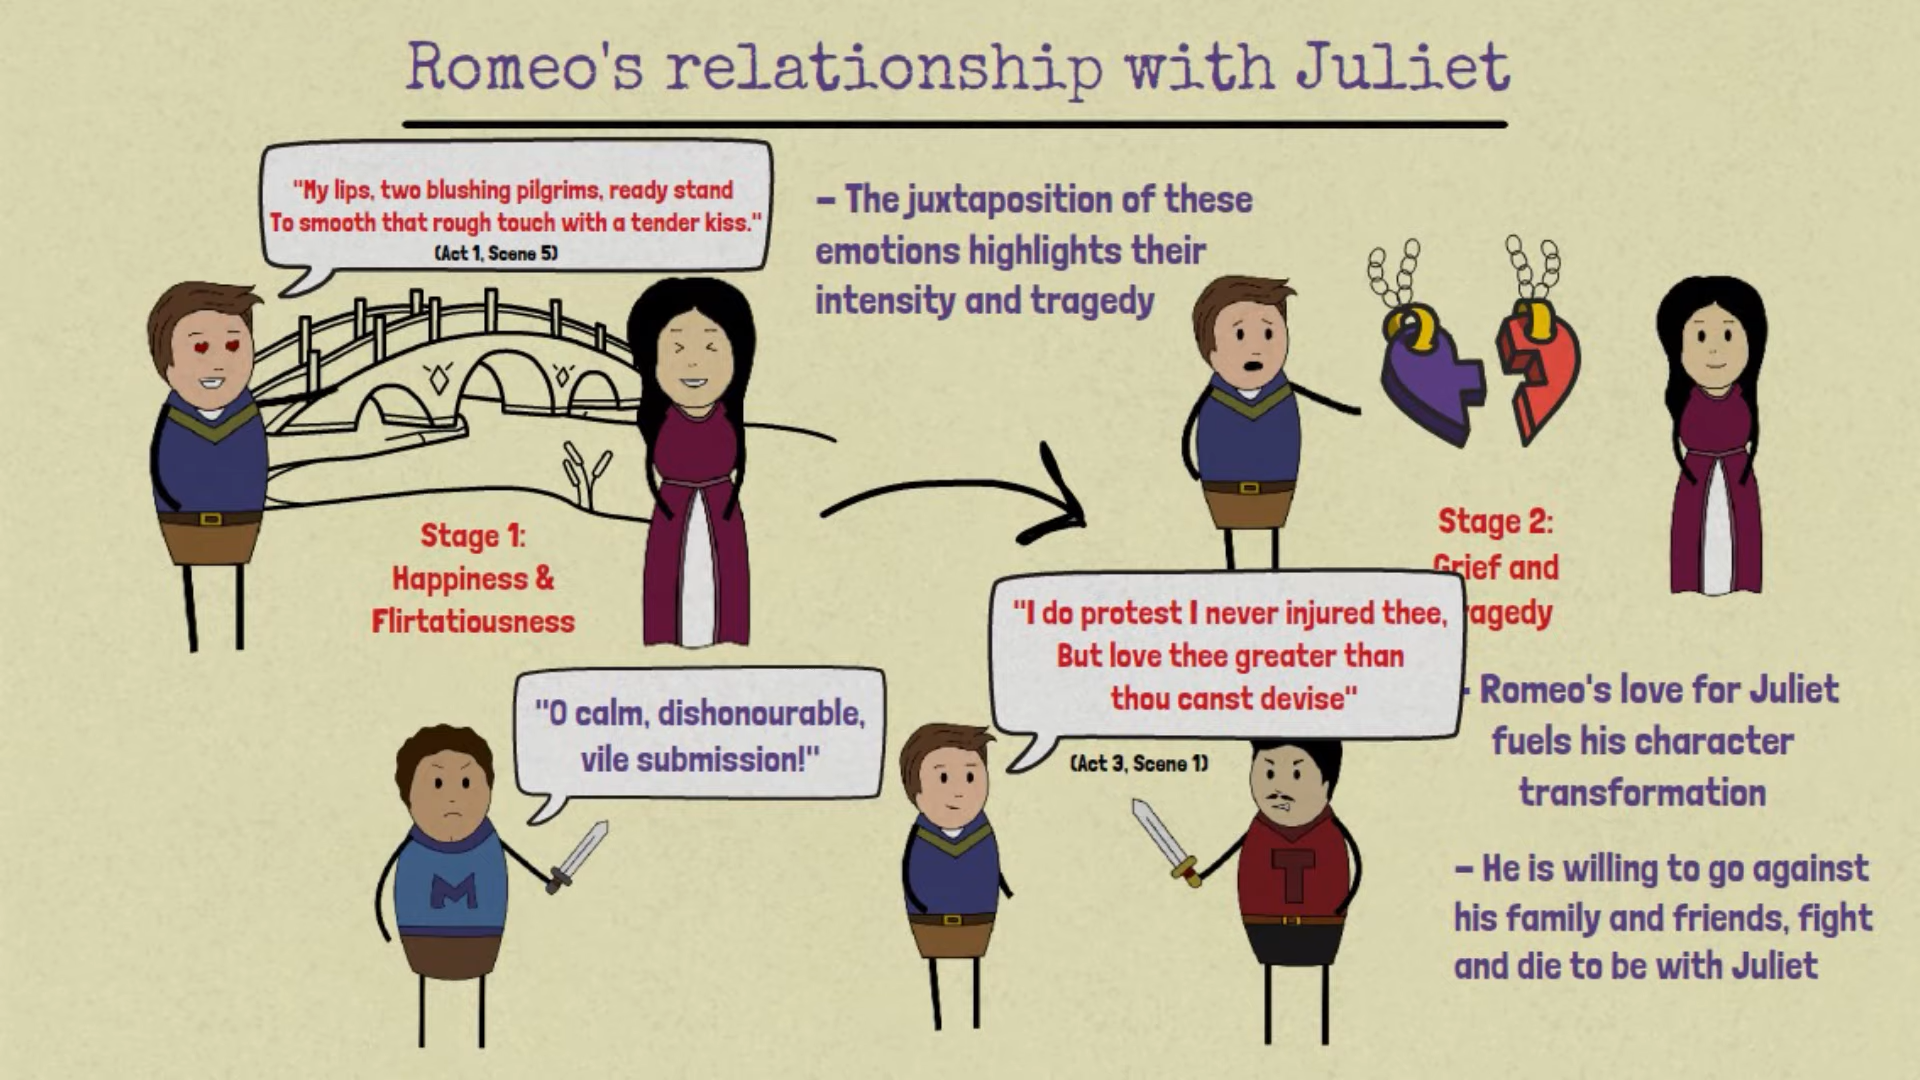 Romeo's relationship with Juliet
"My lips, two blushing pilgrims, ready stand
To smooth that rough touch with a tender kiss."
(Act 1, Scene 5)
– The juxtaposition of these
emotions highlights their
intensity and tragedy
Stage 1:
Happiness &
Flirtatiousness
Stage 2:
Grief and
ragedy
"I do protest I never injured thee,
But love thee greater than
thou canst devise"
(Act 3, Scene 1)
"O calm, dishonourable,
vile submission!"
M
T
- Romeo's love for Juliet
fuels his character
transformation
– He is willing to go against
his family and friends, fight
and die to be with Juliet